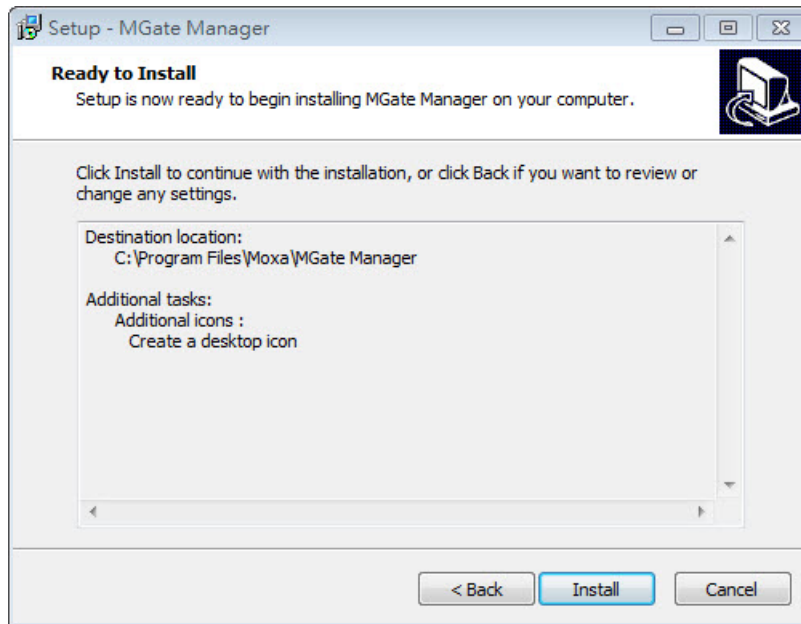 Setup - MGate Manager
Ready to Install
Setup is now ready to begin installing MGate Manager on your computer.
Click Install to continue with the installation, or click Back if you want to review or
change any settings.
Destination location:
C:\Program Files\Moxa\MGate Manager
Additional tasks:
Additional icons :
Create a desktop icon
< Back
Install
Cancel